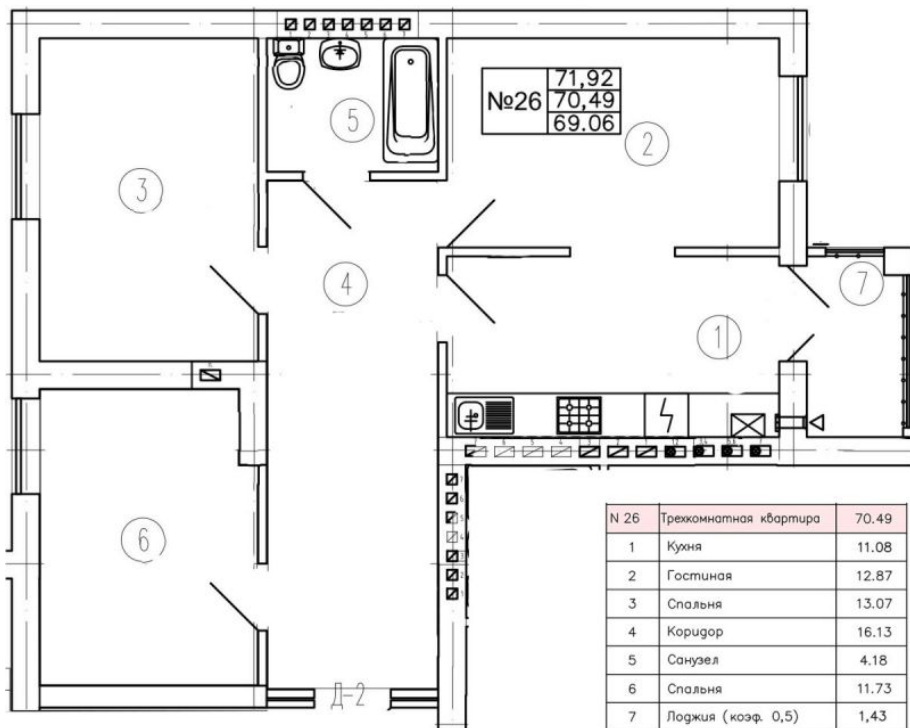 5
№26
71,92
70,49
69.06
2
3
4
7
1
6
Д-2
N 26 Трехкомнатная квартира 70.49
1 Кухня 11.08
2 Гостиная 12.87
3 Спальня 13.07
4 Коридор 16.13
5 Санузел 4.18
6 Спальня 11.73
7 Лоджия (коэф. 0,5) 1,43